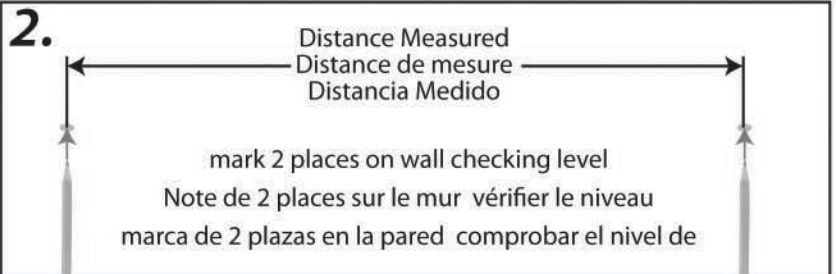 2.
Distance Measured
Distance de mesure
Distancia Medido
mark 2 places on wall checking level
Note de 2 places sur le mur vérifier le niveau
marca de 2 plazas en la pared comprobar el nivel de